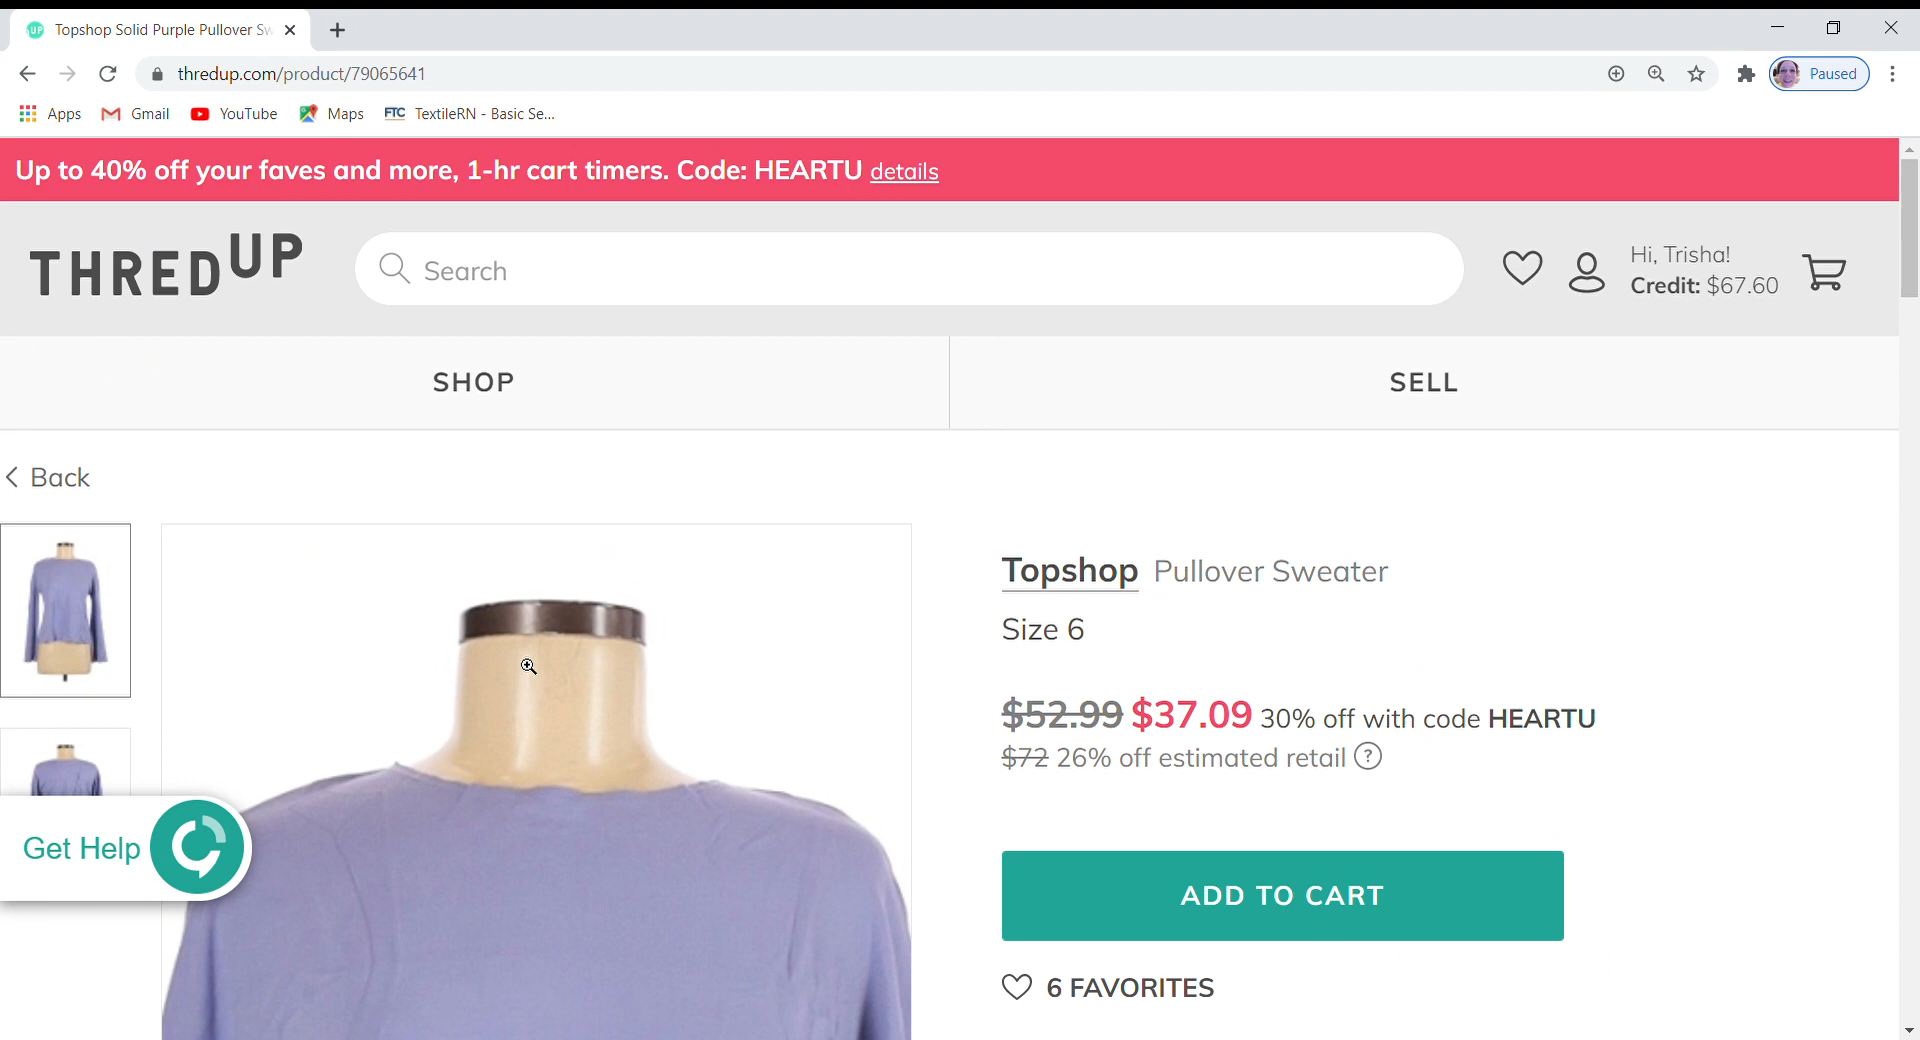 Topshop Solid Purple Pullover Sw
thredup.com/product/79065641
Paused
Apps
Gmail
YouTube
Maps
FTC
TextileRN - Basic Se...
Up to 40% off your faves and more, 1-hr cart timers. Code: HEARTU details
THREDUP
Search
Hi, Trisha!
Credit: $67.60
SHOP
SELL
Back
Topshop Pullover Sweater
Size 6
$52.99 $37.09 30% off with code HEARTU
$72 26% off estimated retail ?
Get Help
ADD TO CART
6 FAVORITES